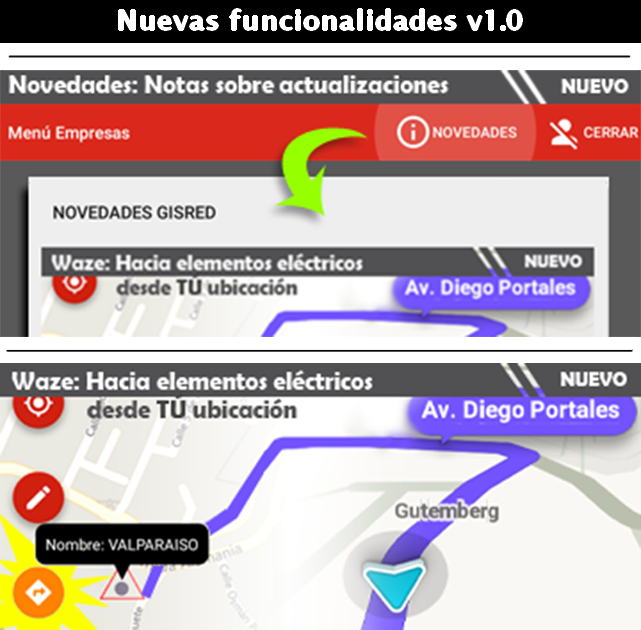 Nuevas funcionalidades v1.0
Novedades: Notas sobre actualizaciones
NUEVO
Menú Empresas
NOVEDADES
CERRAR
NOVEDADES GISRED
Waze: Hacia elementos eléctricos
NUEVO
desde TÚ ubicación
Av. Diego Portales
Waze: Hacia elementos eléctricos
NUEVO
desde TÚ ubicación
Av. Diego Portales
Gutemberg
Nombre: VALPARAISO